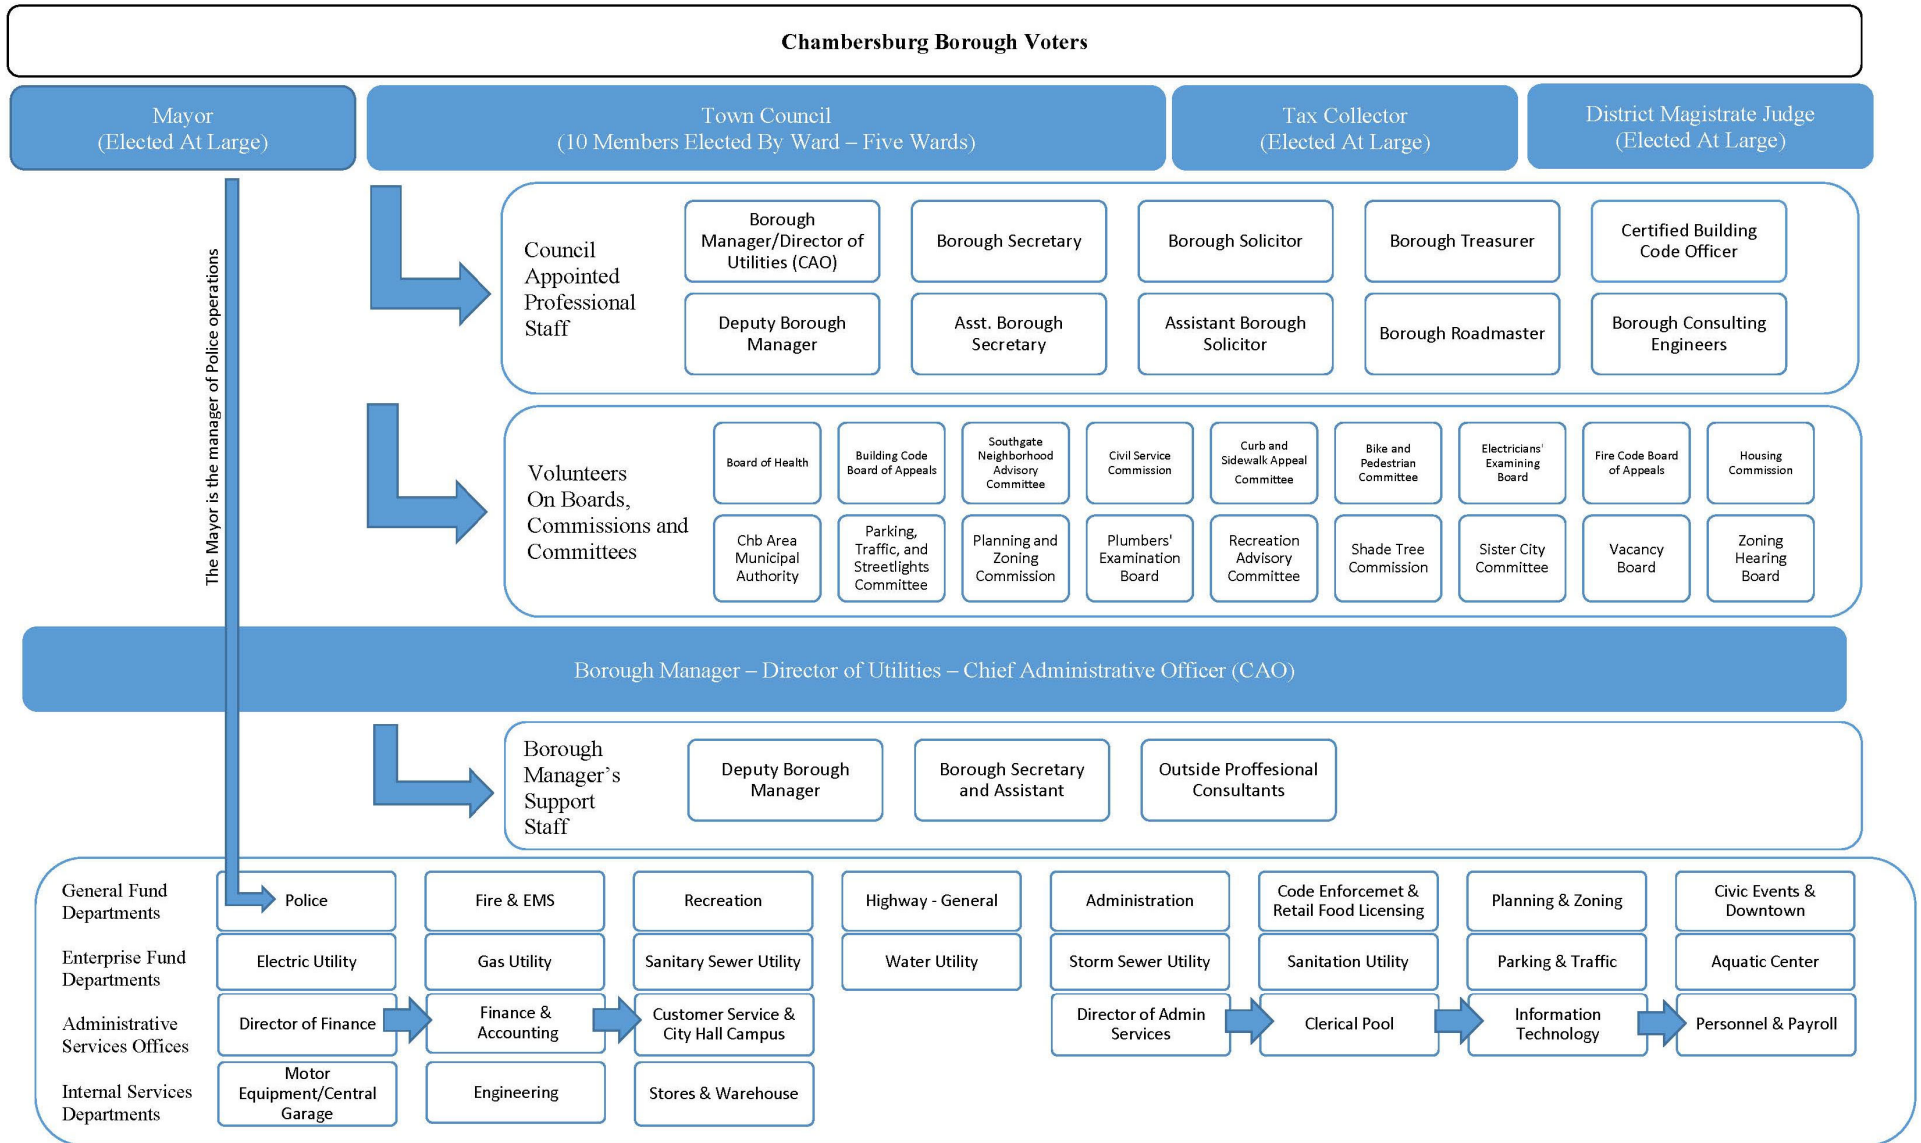 Chambersburg Borough Voters
Mayor
(Elected At Large)
Town Council
(10 Members Elected By Ward – Five Wards)
Tax Collector
(Elected At Large)
District Magistrate Judge
(Elected At Large)
The Mayor is the manager of Police operations
Council
Appointed
Professional
Staff
Borough
Manager/Director of
Utilities (CAO)
Borough Secretary
Borough Solicitor
Borough Treasurer
Certified Building
Code Officer
Deputy Borough
Manager
Asst. Borough
Secretary
Assistant Borough
Solicitor
Borough Roadmaster
Borough Consulting
Engineers
Volunteers
On Boards,
Commissions and
Committees
Board of Health
Building Code
Board of Appeals
Southgate
Neighborhood
Advisory
Committee
Civil Service
Commission
Curb and
Sidewalk Appeal
Committee
Bike and
Pedestrian
Committee
Electricians'
Examining
Board
Fire Code Board
of Appeals
Housing
Commission
Chb Area
Municipal
Authority
Parking,
Traffic, and
Streetlights
Committee
Planning and
Zoning
Commission
Plumbers'
Examination
Board
Recreation
Advisory
Committee
Shade Tree
Commission
Sister City
Committee
Vacancy
Board
Zoning
Hearing
Board
Borough Manager – Director of Utilities – Chief Administrative Officer (CAO)
Borough
Manager’s
Support
Staff
Deputy Borough
Manager
Borough Secretary
and Assistant
Outside Proffesional
Consultants
General Fund
Departments
Police
Fire & EMS
Recreation
Highway - General
Administration
Code Enforcemet &
Retail Food Licensing
Planning & Zoning
Civic Events &
Downtown
Enterprise Fund
Departments
Electric Utility
Gas Utility
Sanitary Sewer Utility
Water Utility
Storm Sewer Utility
Sanitation Utility
Parking & Traffic
Aquatic Center
Administrative
Services Offices
Director of Finance
Finance &
Accounting
Customer Service &
City Hall Campus
Director of Admin
Services
Clerical Pool
Information
Technology
Personnel & Payroll
Internal Services
Departments
Motor
Equipment/Central
Garage
Engineering
Stores & Warehouse